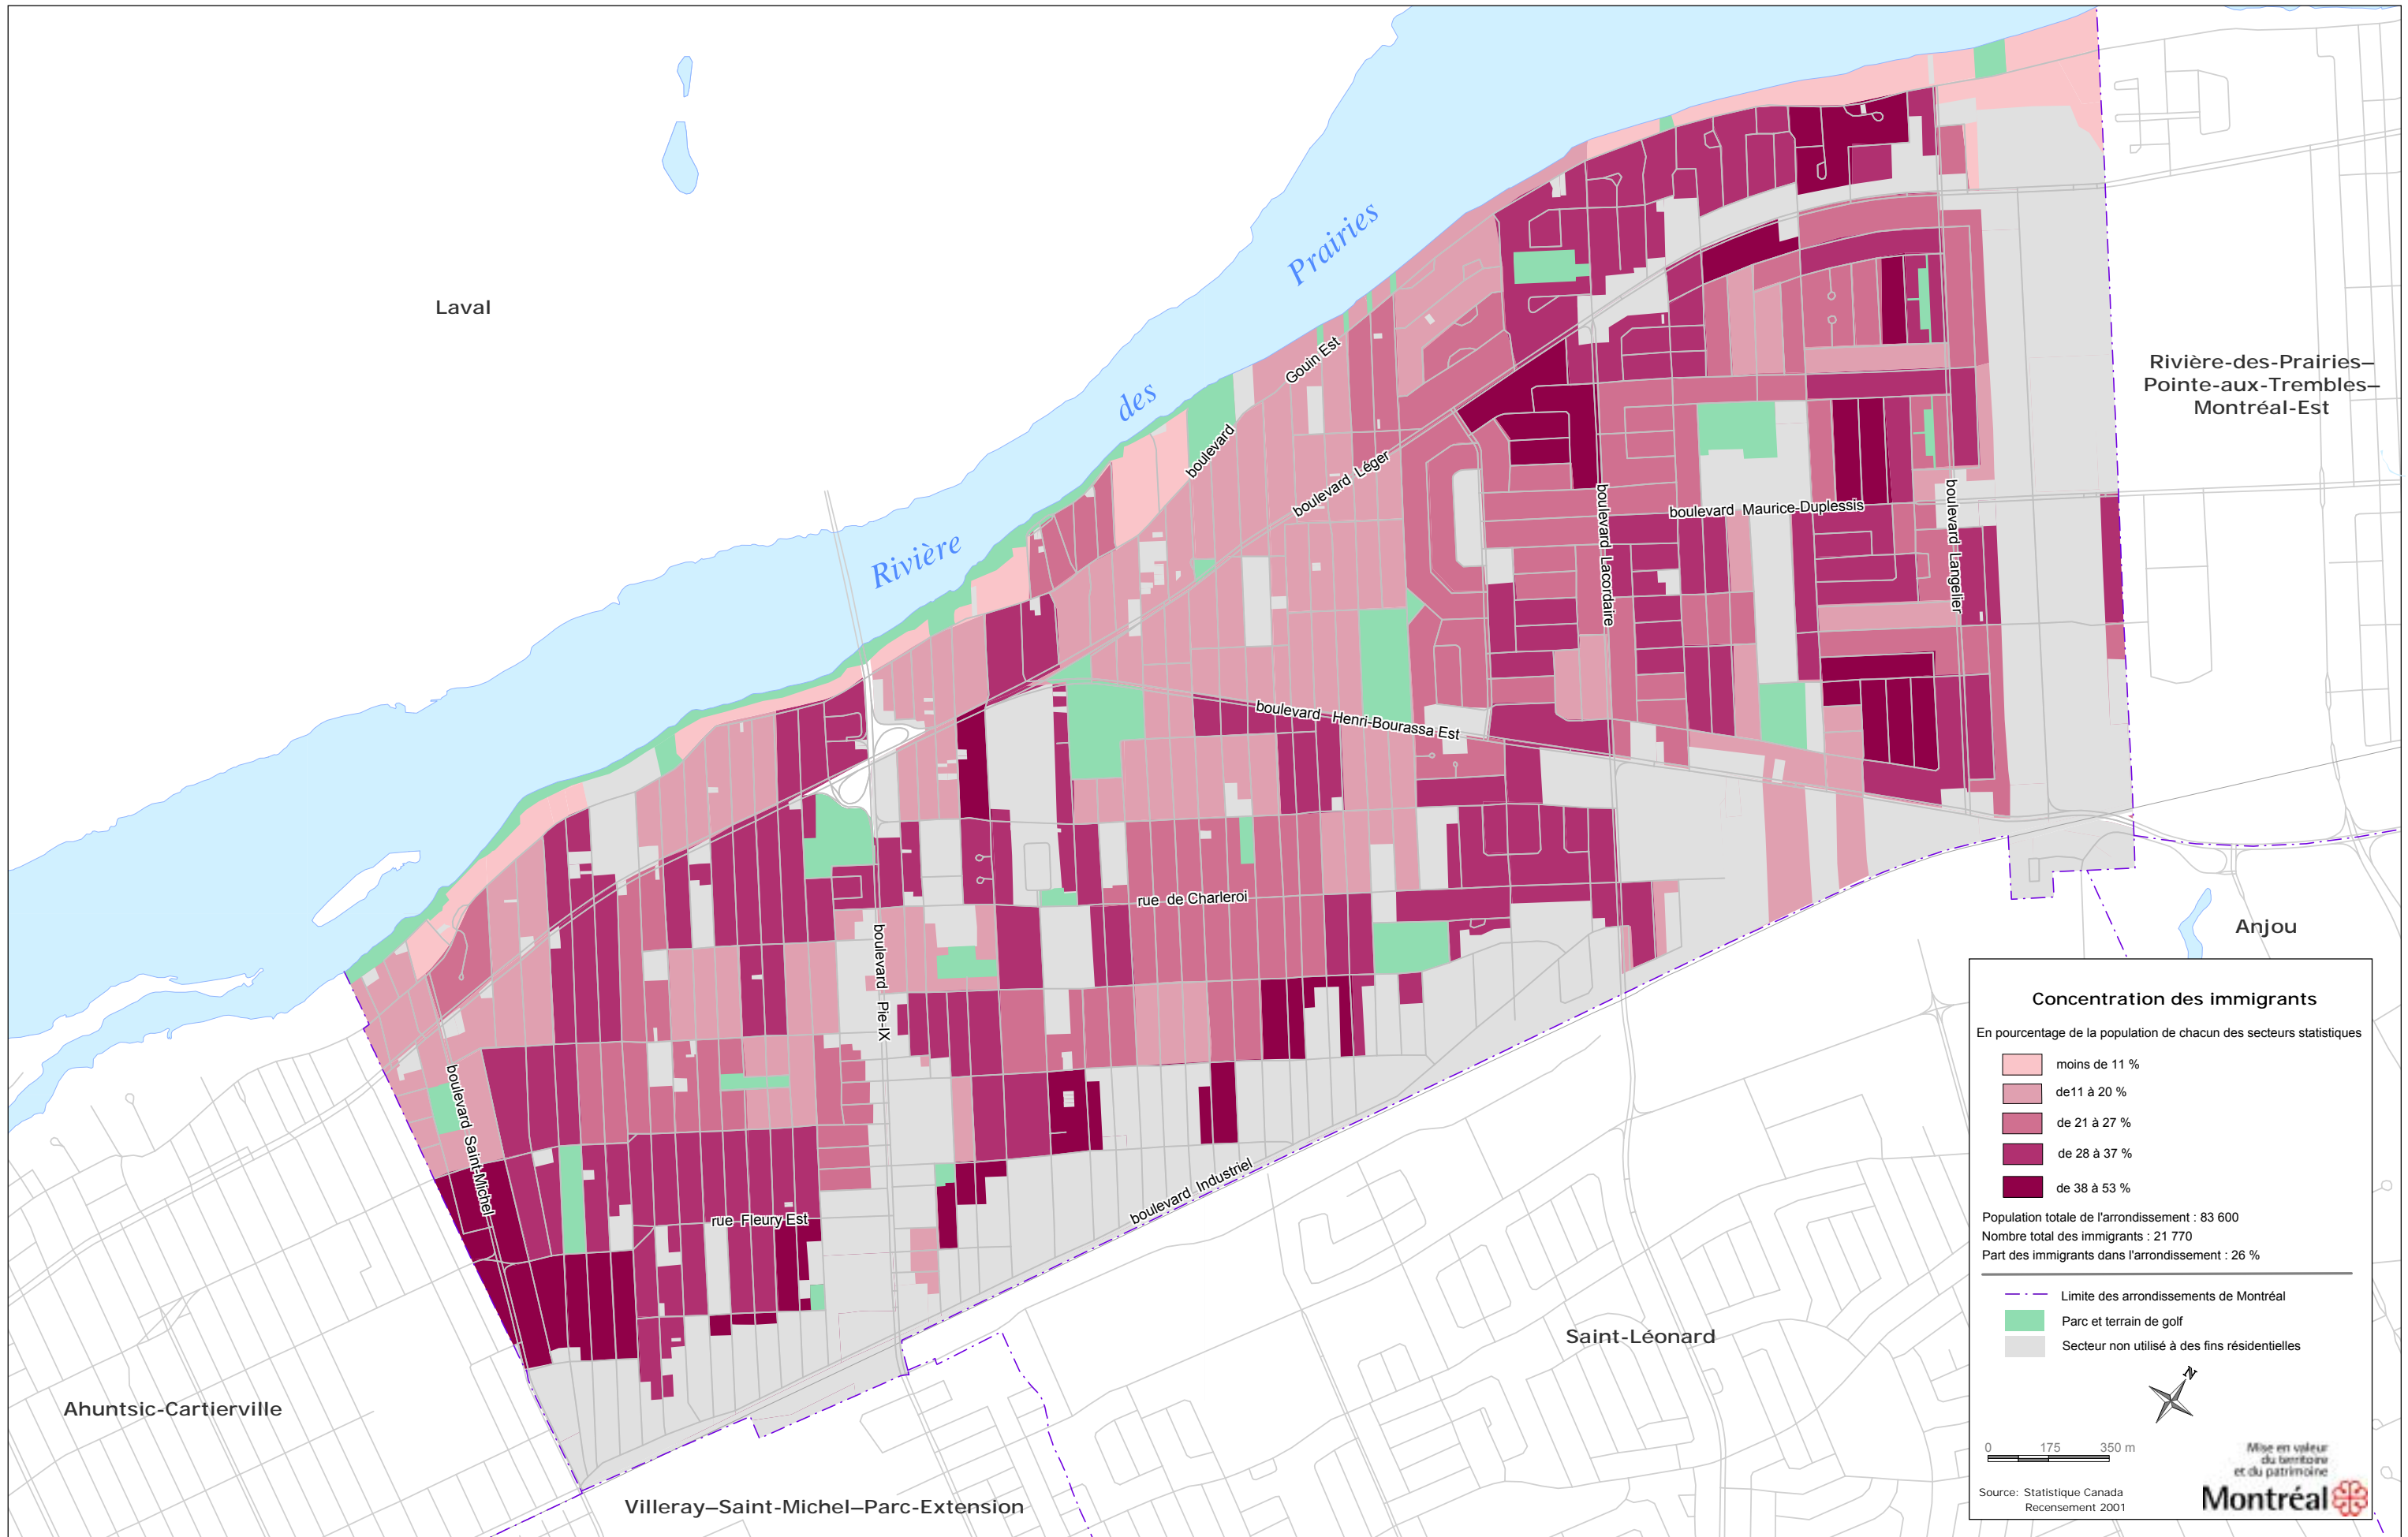 Laval
Rivière des Prairies
boulevard Gouin Est
boulevard Léger
boulevard Maurice-Duplessis
boulevard Lacordaire
boulevard Langelier
boulevard Henri-Bourassa Est
rue de Charleroi
boulevard Pie-IX
boulevard Saint-Michel
rue Fleury Est
boulevard Industriel
Rivière-des-Prairies–
Pointe-aux-Trembles–
Montréal-Est
Anjou
Saint-Léonard
Ahuntsic-Cartierville
Villeray–Saint-Michel–Parc-Extension
Concentration des immigrants
En pourcentage de la population de chacun des secteurs statistiques
moins de 11 %
de11 à 20 %
de 21 à 27 %
de 28 à 37 %
de 38 à 53 %
Population totale de l'arrondissement : 83 600
Nombre total des immigrants : 21 770
Part des immigrants dans l'arrondissement : 26 %
Limite des arrondissements de Montréal
Parc et terrain de golf
Secteur non utilisé à des fins résidentielles
N
0 175 350 m
Mise en valeur
du territoire
et du patrimoine
Montréal
Source: Statistique Canada
Recensement 2001